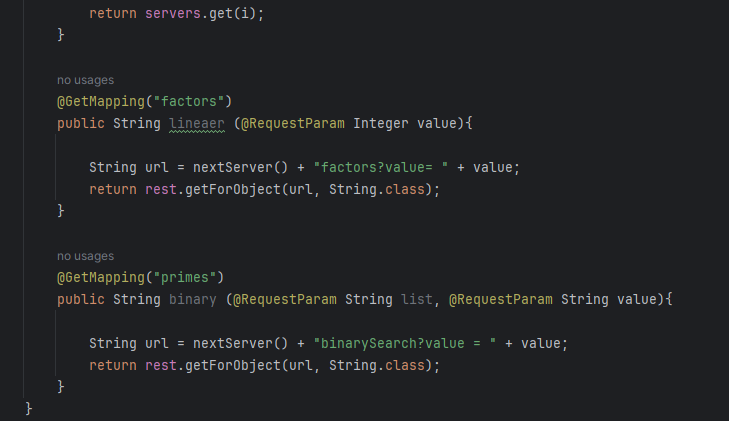 return servers.get(i);
}
no usages
@GetMapping("factors")
public String lineaer (@RequestParam Integer value){
String url = nextServer() + "factors?value= " + value;
return rest.getForObject(url, String.class);
}
no usages
@GetMapping("primes")
public String binary (@RequestParam String list, @RequestParam String value){
String url = nextServer() + "binarySearch?value = " + value;
return rest.getForObject(url, String.class);
}
}